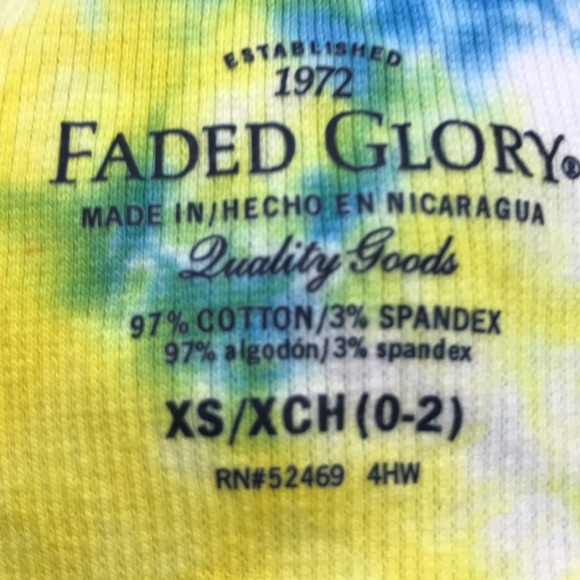 ESTABLISHED
1972
FADED GLORY®
MADE IN/HECHO EN NICARAGUA
Quality Goods
97% COTTON/3% SPANDEX
97% algodón/3% spandex
XS/XCH (0-2)
RN#52469 4HW